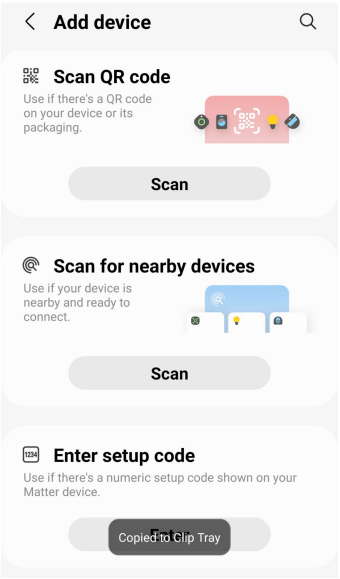 Add device
Scan QR code
Use if there's a QR code
on your device or its
packaging.
Scan
Scan for nearby devices
Use if your device is
nearby and ready to
connect.
Scan
1234
Enter setup code
Use if there's a numeric setup code shown on your
Matter device.
Enter
Copied to Clip Tray